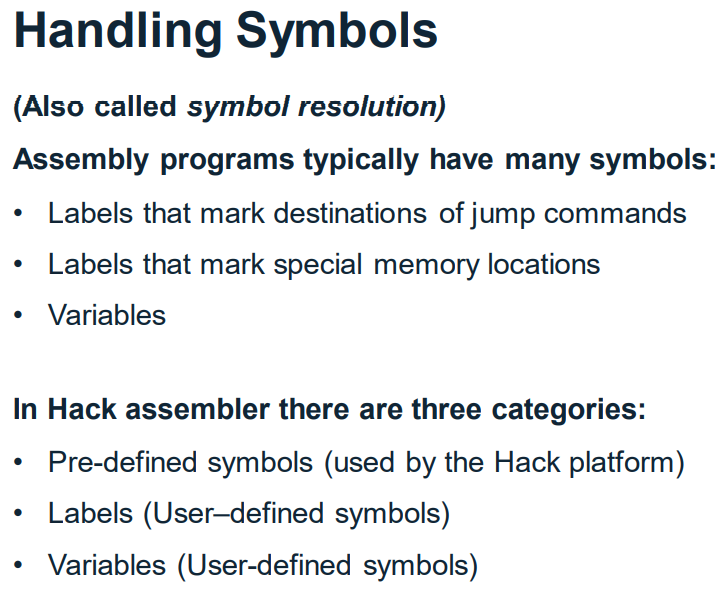 Handling Symbols
(Also called symbol resolution)
Assembly programs typically have many symbols:
• Labels that mark destinations of jump commands
• Labels that mark special memory locations
• Variables
In Hack assembler there are three categories:
• Pre-defined symbols (used by the Hack platform)
• Labels (User–defined symbols)
• Variables (User-defined symbols)